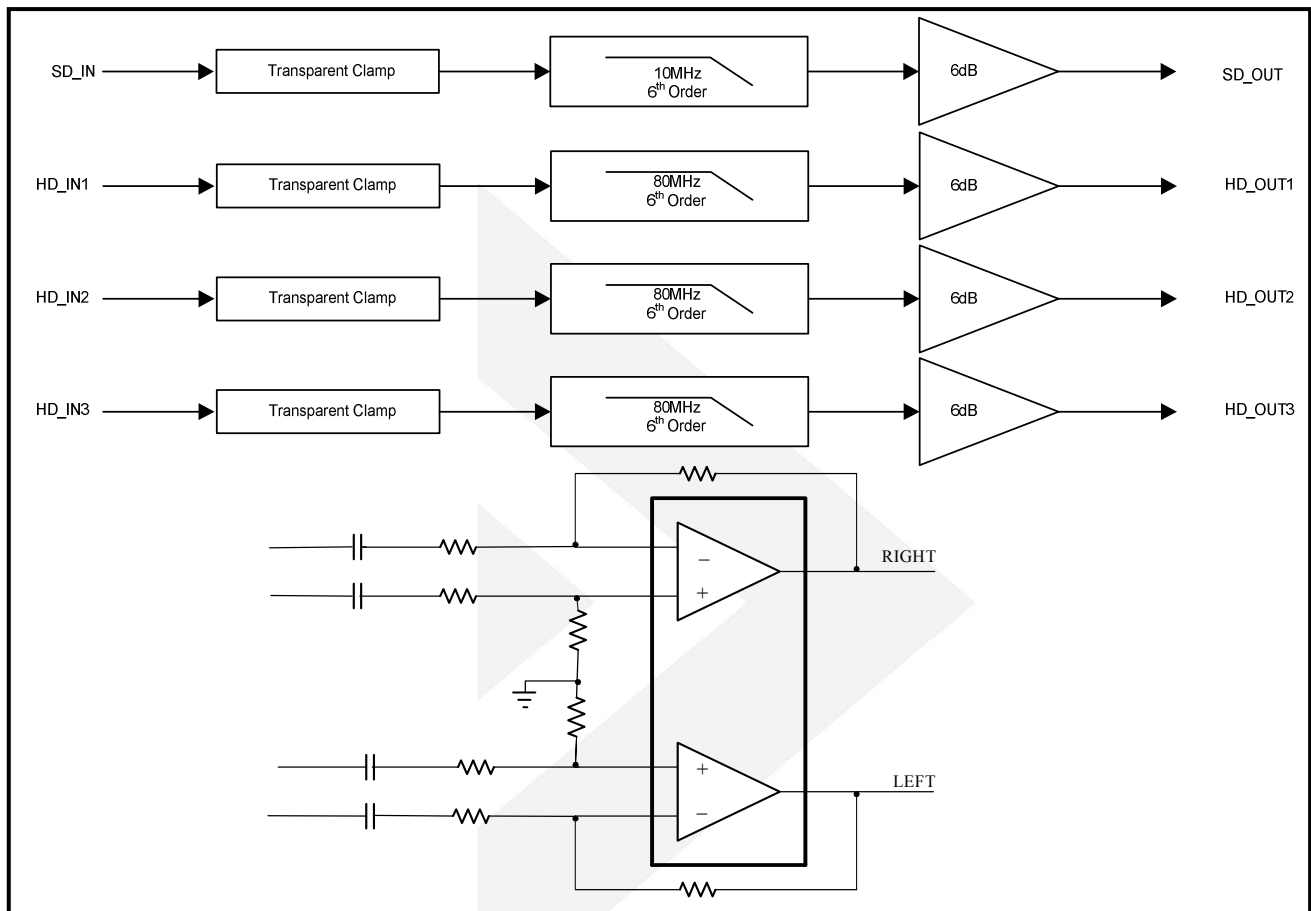 SD_IN
Transparent Clamp
10MHz
6th Order
6dB
SD_OUT
HD_IN1
Transparent Clamp
80MHz
6th Order
6dB
HD_OUT1
HD_IN2
Transparent Clamp
80MHz
6th Order
6dB
HD_OUT2
HD_IN3
Transparent Clamp
80MHz
6th Order
6dB
HD_OUT3
−
+
RIGHT
+
−
LEFT